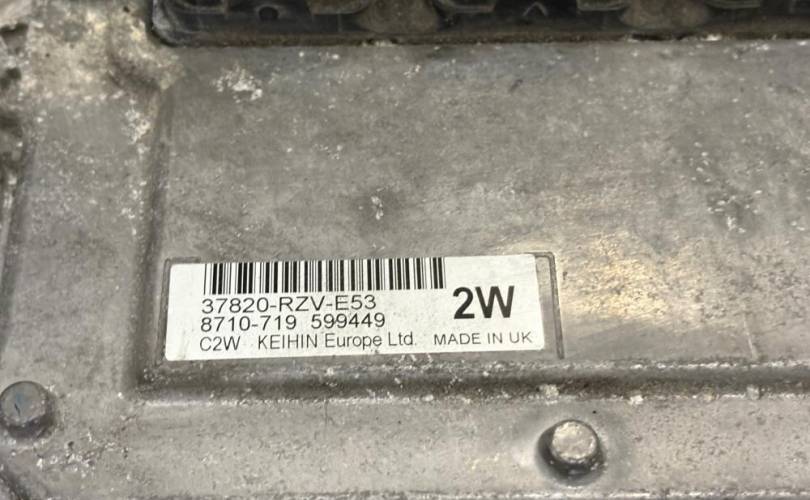 37820-RZV-E53
8710-719 599449
2W
C2W KEIHIN Europe Ltd. MADE IN UK